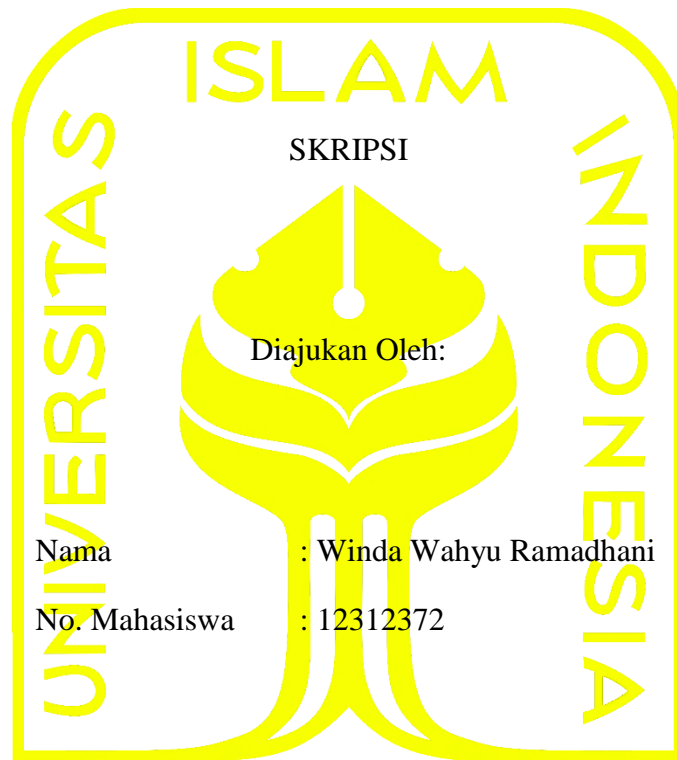 ISLAM
UNIVERSITAS
INDONESIA
SKRIPSI
Diajukan Oleh:
Nama : Winda Wahyu Ramadhani
No. Mahasiswa : 12312372